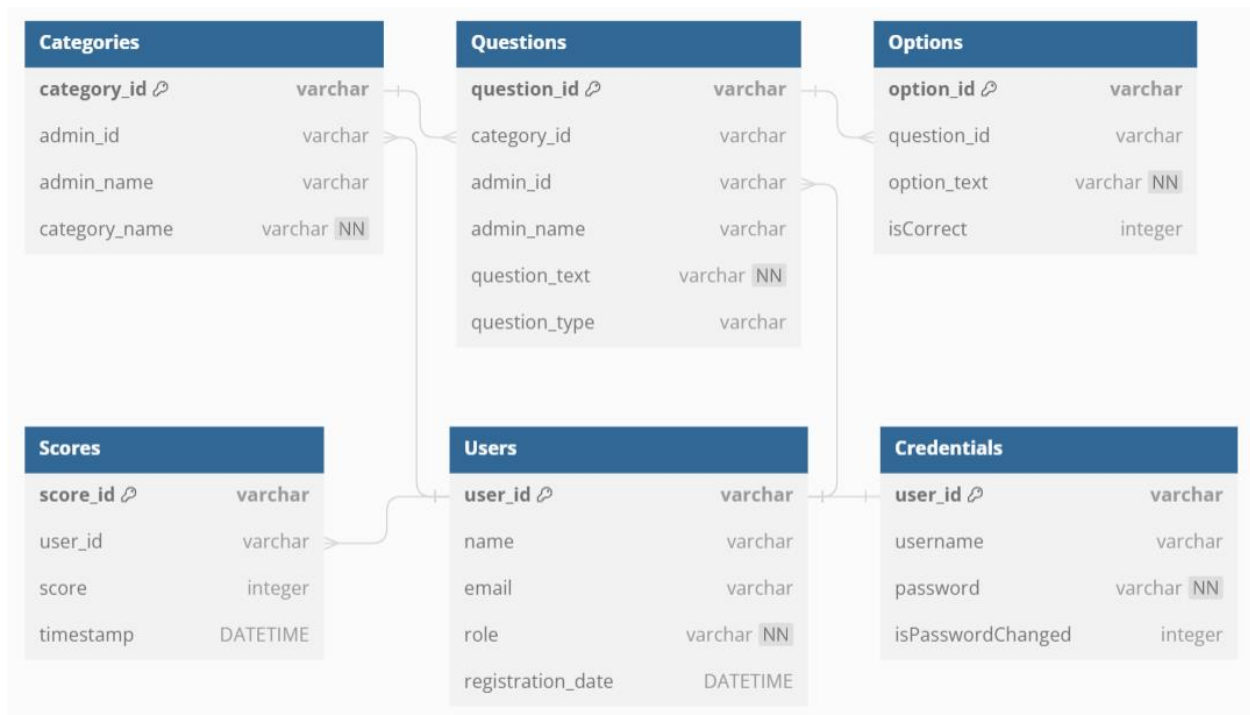 Categories
category_id varchar
admin_id varchar
admin_name varchar
category_name varchar NN
Questions
question_id varchar
category_id varchar
admin_id varchar
admin_name varchar
question_text varchar NN
question_type varchar
Options
option_id varchar
question_id varchar
option_text varchar NN
isCorrect integer
Scores
score_id varchar
user_id varchar
score integer
timestamp DATETIME
Users
user_id varchar
name varchar
email varchar
role varchar NN
registration_date DATETIME
Credentials
user_id varchar
username varchar
password varchar NN
isPasswordChanged integer